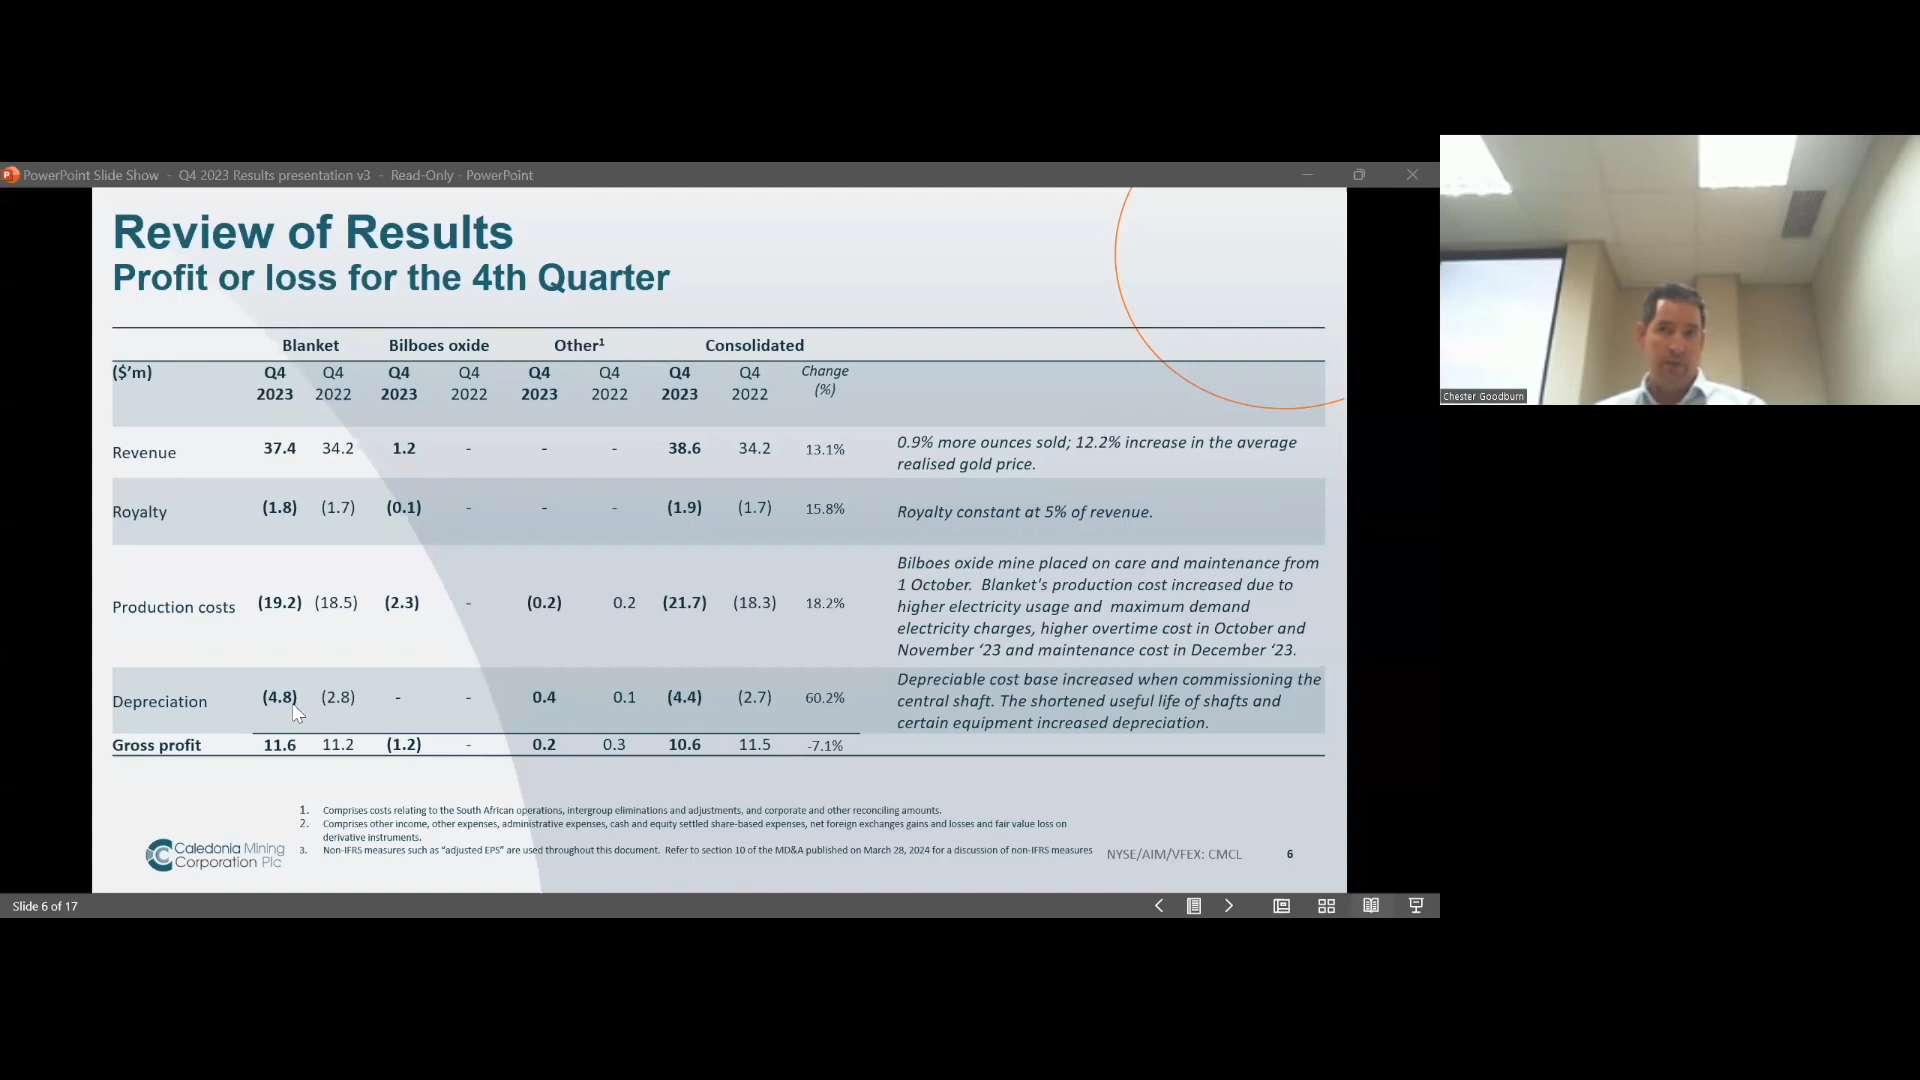 PowerPoint Slide Show - Q4 2023 Results presentation v3 - Read-Only - PowerPoint
Review of Results
Profit or loss for the 4th Quarter
Blanket Bilboes oxide Other¹ Consolidated
($'m) Q4 2023 Q4 2022 Q4 2023 Q4 2022 Q4 2023 Q4 2022 Q4 2023 Q4 2022 Change (%)
Revenue 37.4 34.2 1.2 - - - 38.6 34.2 13.1% 0.9% more ounces sold; 12.2% increase in the average
realised gold price.
Royalty (1.8) (1.7) (0.1) - - - (1.9) (1.7) 15.8% Royalty constant at 5% of revenue.
Production costs (19.2) (18.5) (2.3) - (0.2) 0.2 (21.7) (18.3) 18.2% Bilboes oxide mine placed on care and maintenance from
1 October. Blanket's production cost increased due to
higher electricity usage and maximum demand
electricity charges, higher overtime cost in October and
November ‘23 and maintenance cost in December ‘23.
Depreciation (4.8) (2.8) - - 0.4 0.1 (4.4) (2.7) 60.2% Depreciable cost base increased when commissioning the
central shaft. The shortened useful life of shafts and
certain equipment increased depreciation.
Gross profit 11.6 11.2 (1.2) - 0.2 0.3 10.6 11.5 -7.1%
1. Comprises costs relating to the South African operations, intergroup eliminations and adjustments, and corporate and other reconciling amounts.
2. Comprises other income, other expenses, administrative expenses, cash and equity settled share-based expenses, net foreign exchanges gains and losses and fair value loss on
derivative instruments.
3. Non-IFRS measures such as “adjusted EPS” are used throughout this document. Refer to section 10 of the MD&A published on March 28, 2024 for a discussion of non-IFRS measures
Caledonia Mining
Corporation Plc
NYSE/AIM/VFEX: CMCL 6
Slide 6 of 17
Chester Goodburn